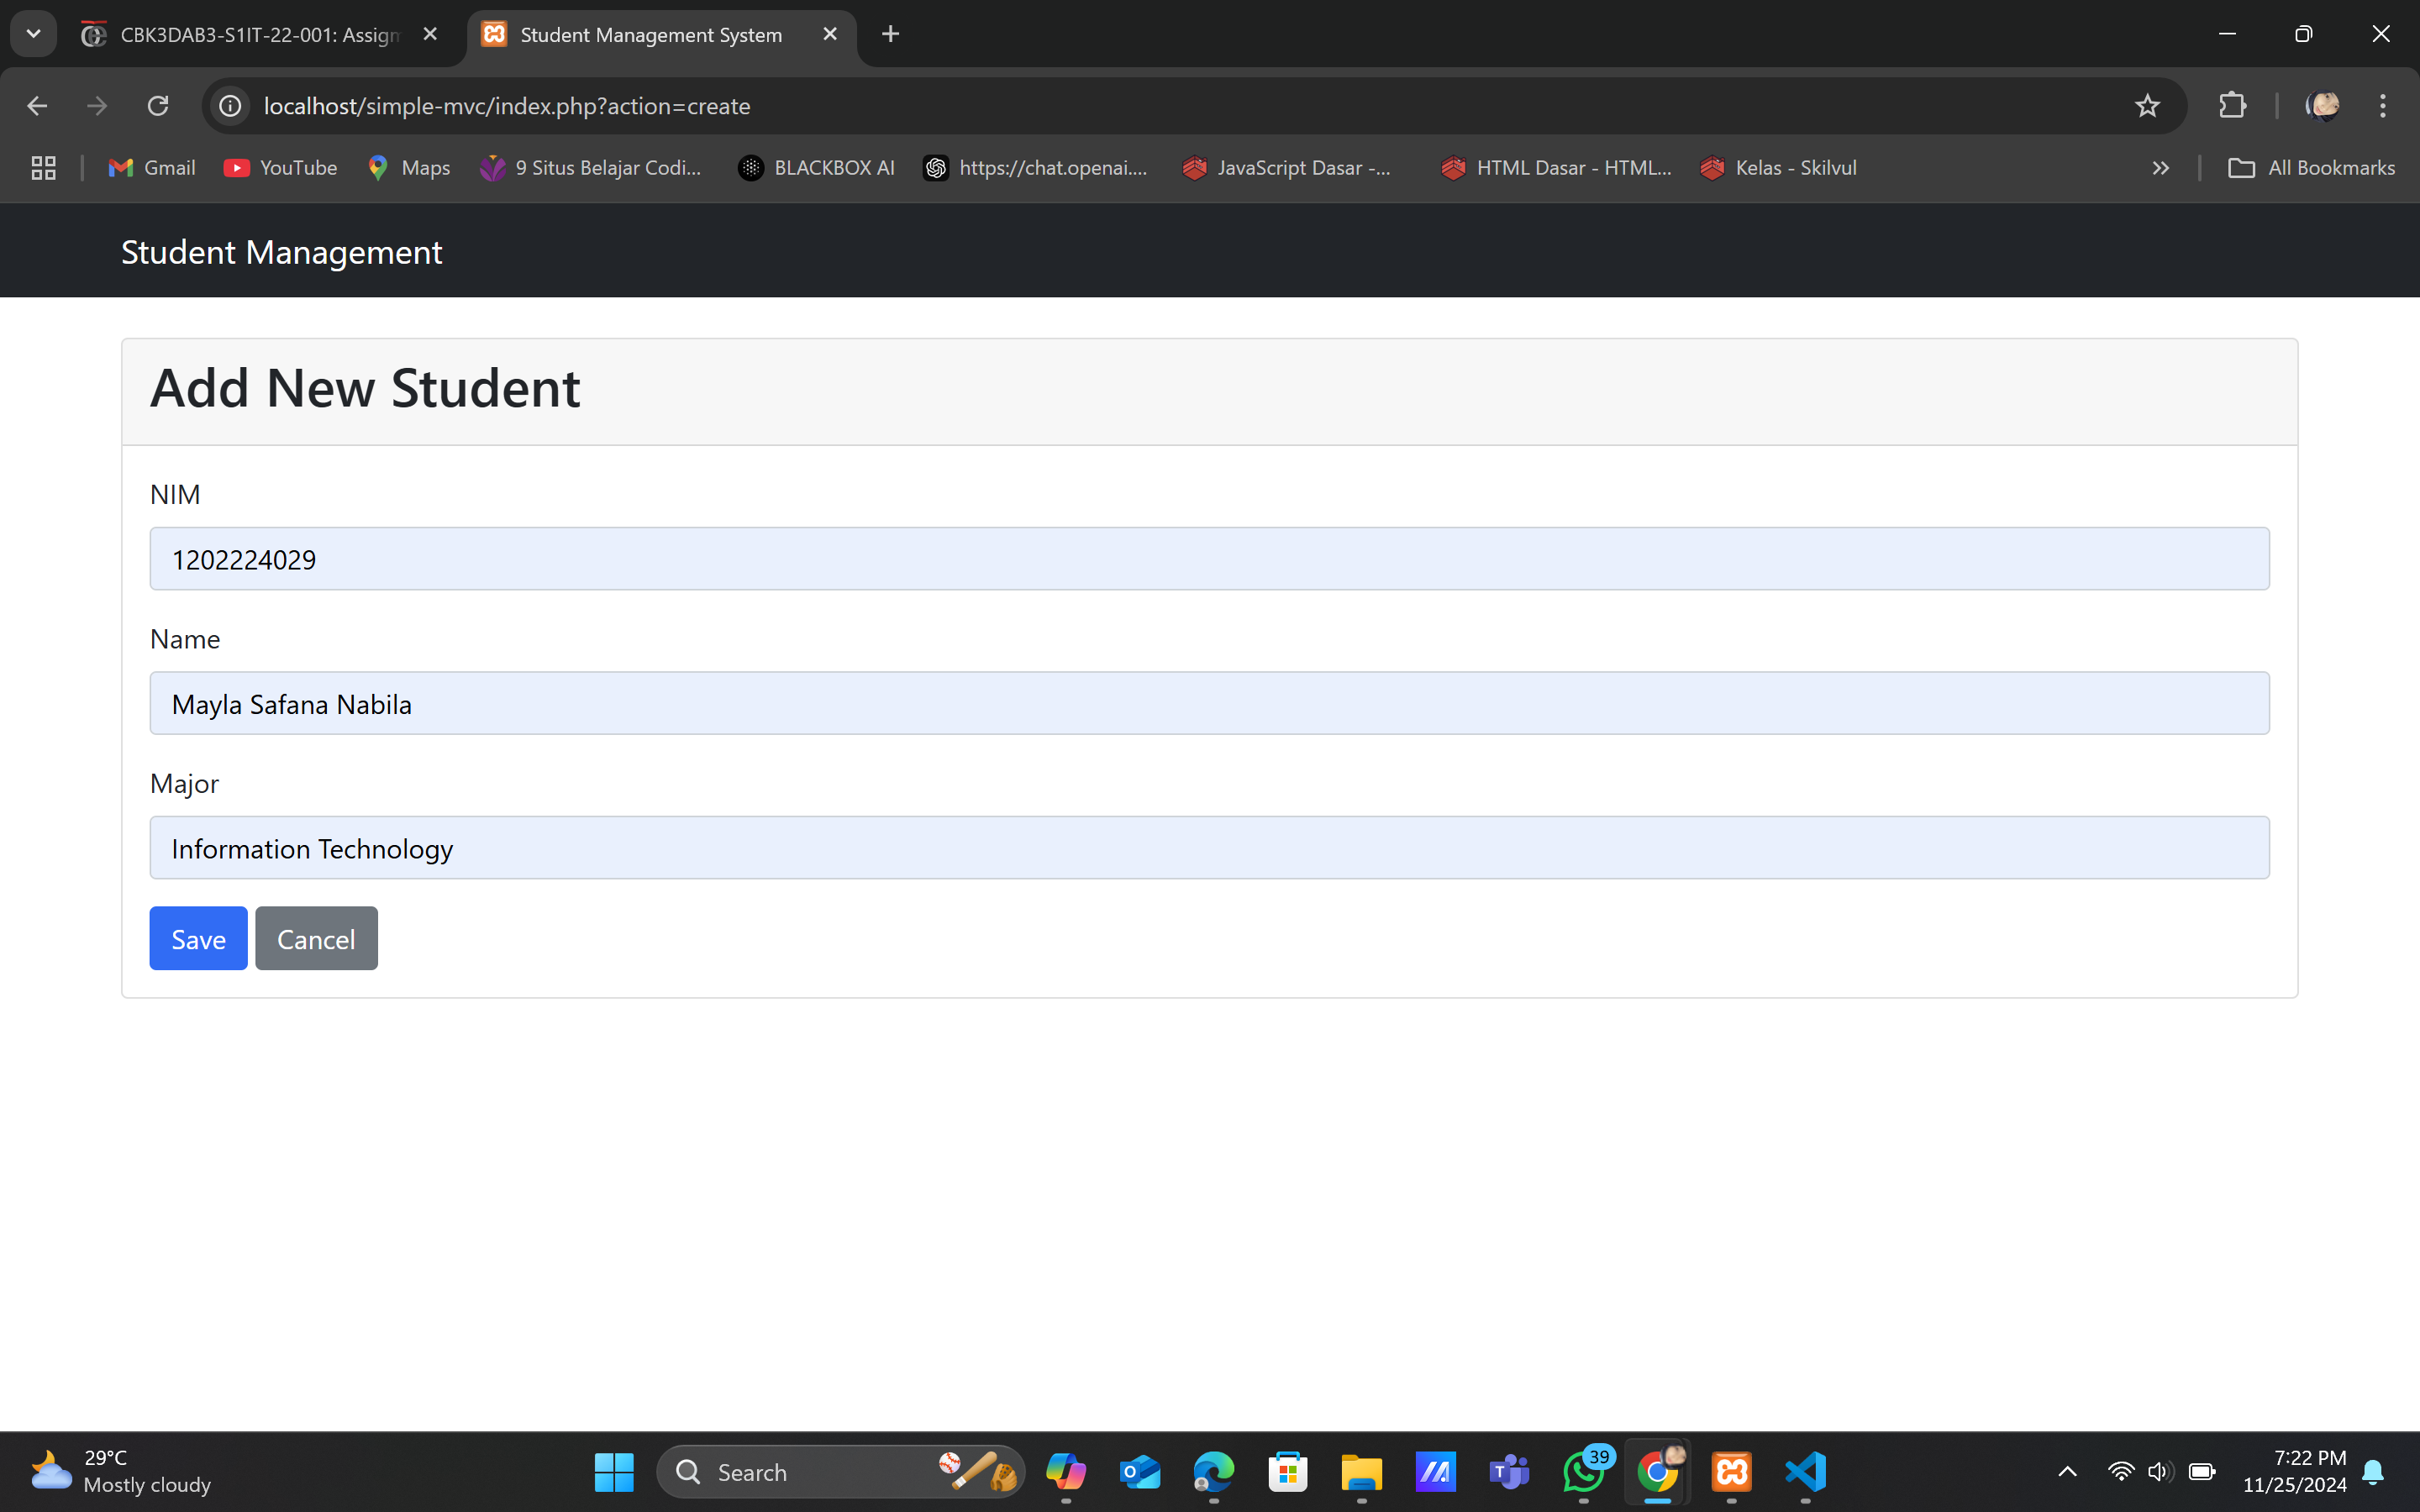 CBK3DAB3-S1IT-22-001: Assigm
Student Management System
localhost/simple-mvc/index.php?action=create
Gmail
YouTube
Maps
9 Situs Belajar Codi...
BLACKBOX AI
https://chat.openai....
JavaScript Dasar -...
HTML Dasar - HTML...
Kelas - Skilvul
All Bookmarks
Student Management
Add New Student
NIM
1202224029
Name
Mayla Safana Nabila
Major
Information Technology
Save Cancel
29°C
Mostly cloudy
Search
39
7:22 PM
11/25/2024